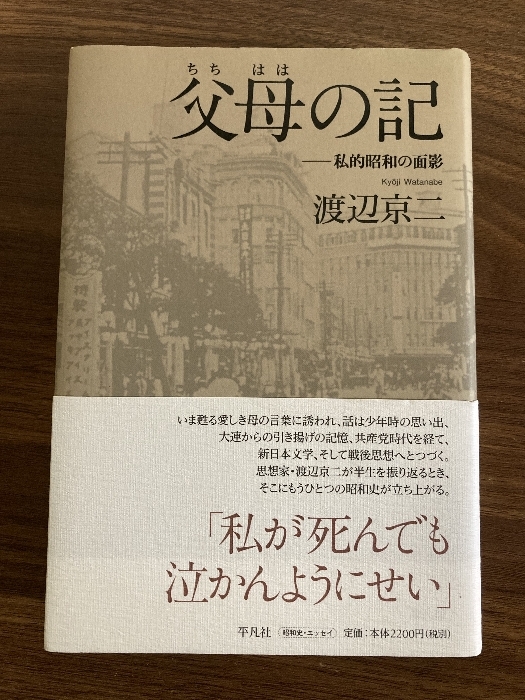 ちち はは
父母の記
──私的昭和の面影
Kyōji Watanabe
渡辺京二
いま甦る愛しき母の言葉に誘われ、話は少年時の思い出、
大連からの引き揚げの記憶、共産党時代を経て、
新日本文学、そして戦後思想へとつづく。
思想家・渡辺京二が半生を振り返るとき、
そこにもうひとつの昭和史が立ち上がる。
「私が死んでも
泣かんようにせい」
平凡社 昭和史・エッセイ 定価:本体2200円(税別)